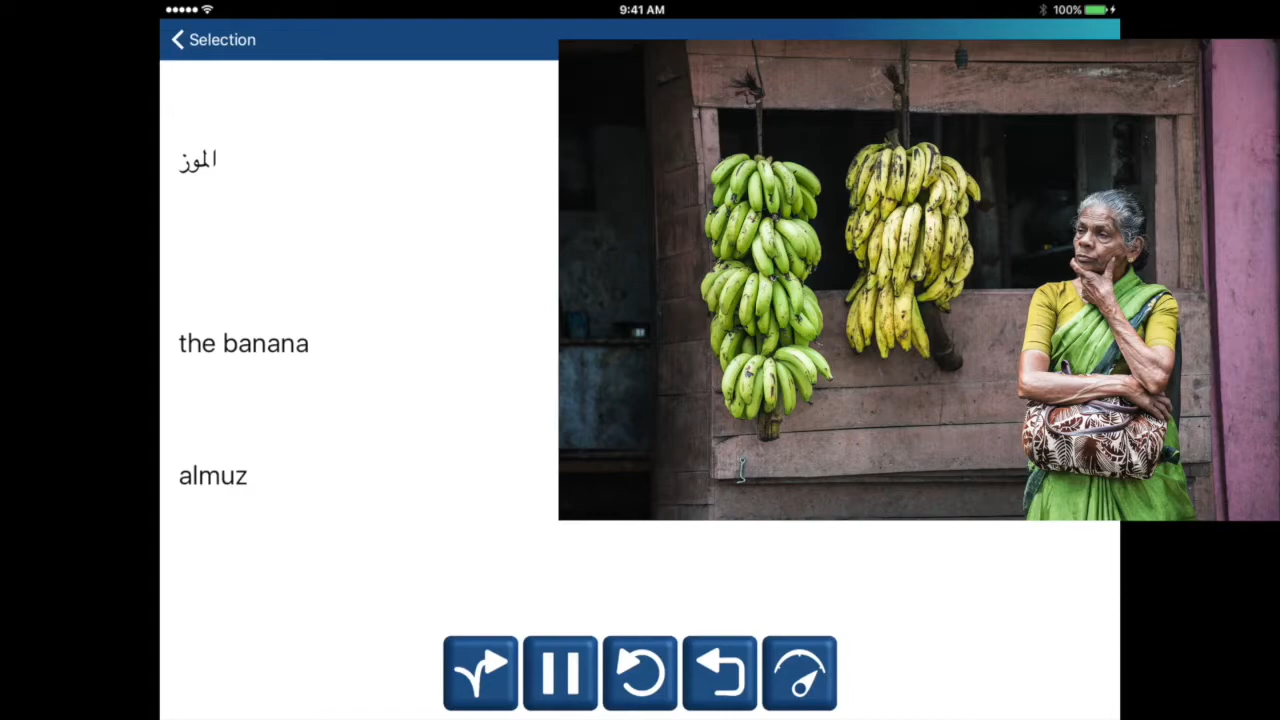 9:41 AM
100%
Selection
الموز
the banana
almuz